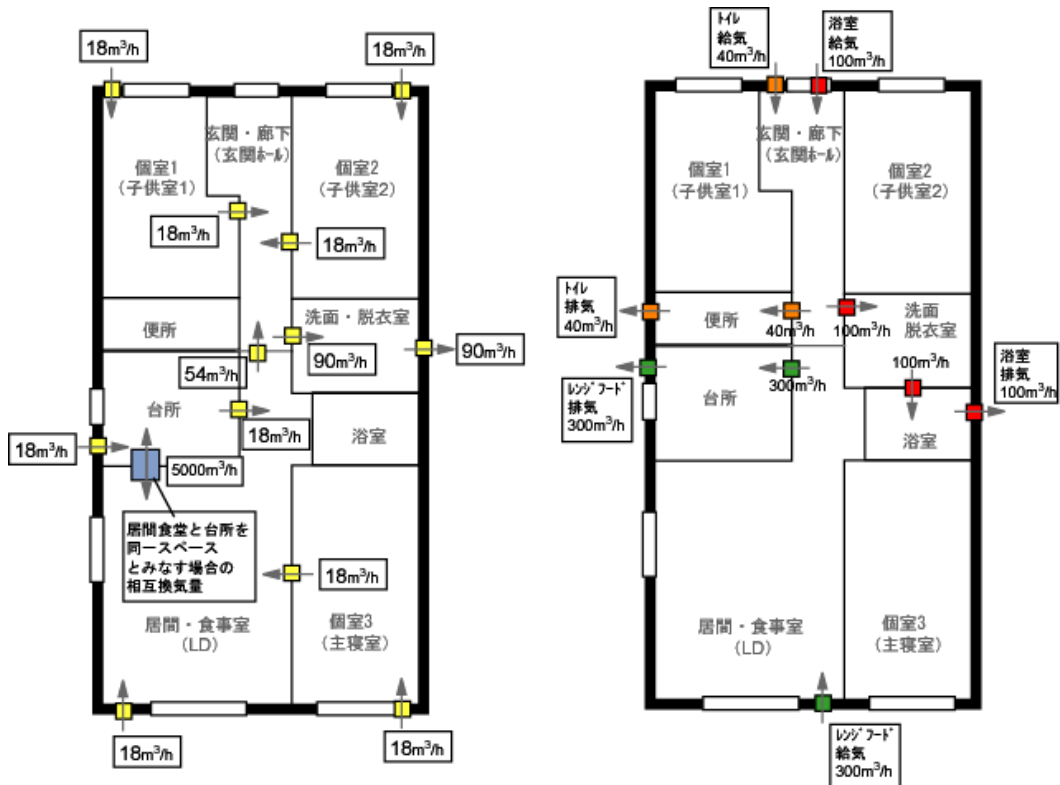 18m³/h
18m³/h
玄関・廊下
(玄関ホール)
個室1
(子供室1)
個室2
(子供室2)
18m³/h
18m³/h
便所
洗面・脱衣室
54m³/h
90m³/h
90m³/h
台所
18m³/h
浴室
18m³/h
5000m³/h
居間食堂と台所を
同一スペース
とみなす場合の
相互換気量
18m³/h
居間・食事室
(LD)
個室3
(主寝室)
18m³/h
18m³/h
トイレ
給気
40m³/h
浴室
給気
100m³/h
玄関・廊下
(玄関ホール)
個室1
(子供室1)
個室2
(子供室2)
トイレ
排気
40m³/h
便所
40m³/h
100m³/h
洗面
脱衣室
レンジフード
排気
300m³/h
台所
300m³/h
100m³/h
浴室
排気
100m³/h
浴室
居間・食事室
(LD)
個室3
(主寝室)
レンジフード
給気
300m³/h